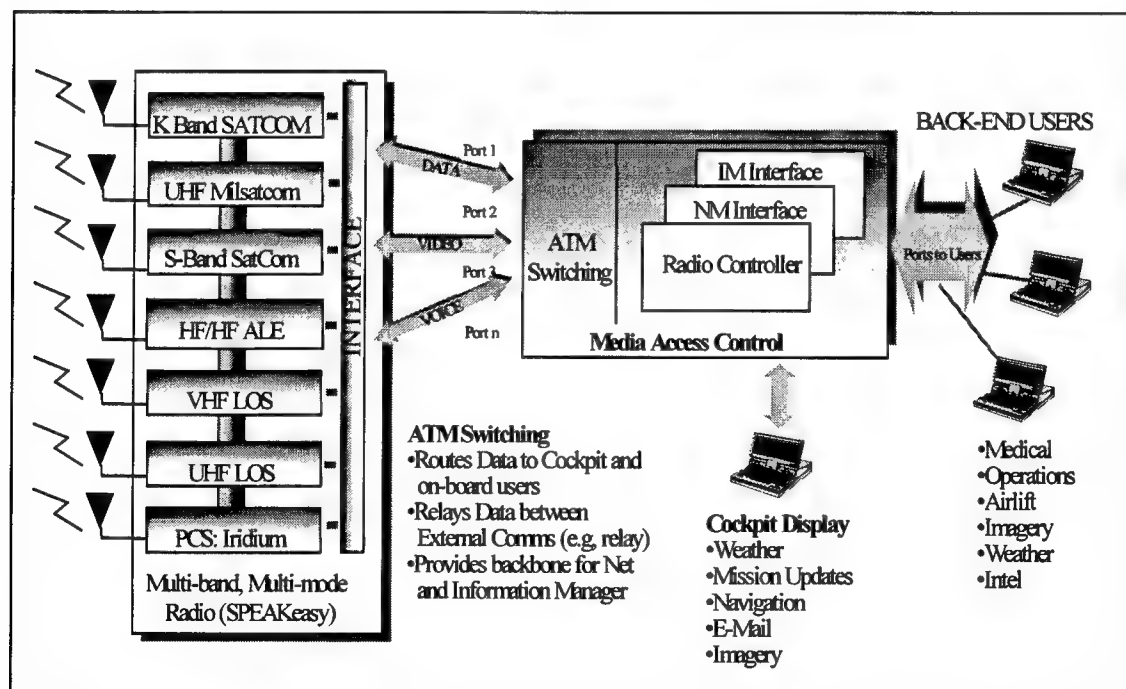 K Band SATCOM
UHF Milsatcom
S-Band SatCom
HF/HF ALE
VHF LOS
UHF LOS
PCS: Iridium
INTERFACE
Multi-band, Multi-mode
Radio (SPEAKeasy)
Port 1
DATA
Port 2
VIDEO
Port 3
VOICE
Port n
ATM
Switching
IM Interface
NM Interface
Radio Controller
Media Access Control
BACK-END USERS
Ports to Users
ATM Switching
•Routes Data to Cockpit and
on-board users
•Relays Data between
External Comms (e.g, relay)
•Provides backbone for Net
and Information Manager
Cockpit Display
•Weather
•Mission Updates
•Navigation
•E-Mail
•Imagery
•Medical
•Operations
•Airlift
•Imagery
•Weather
•Intel